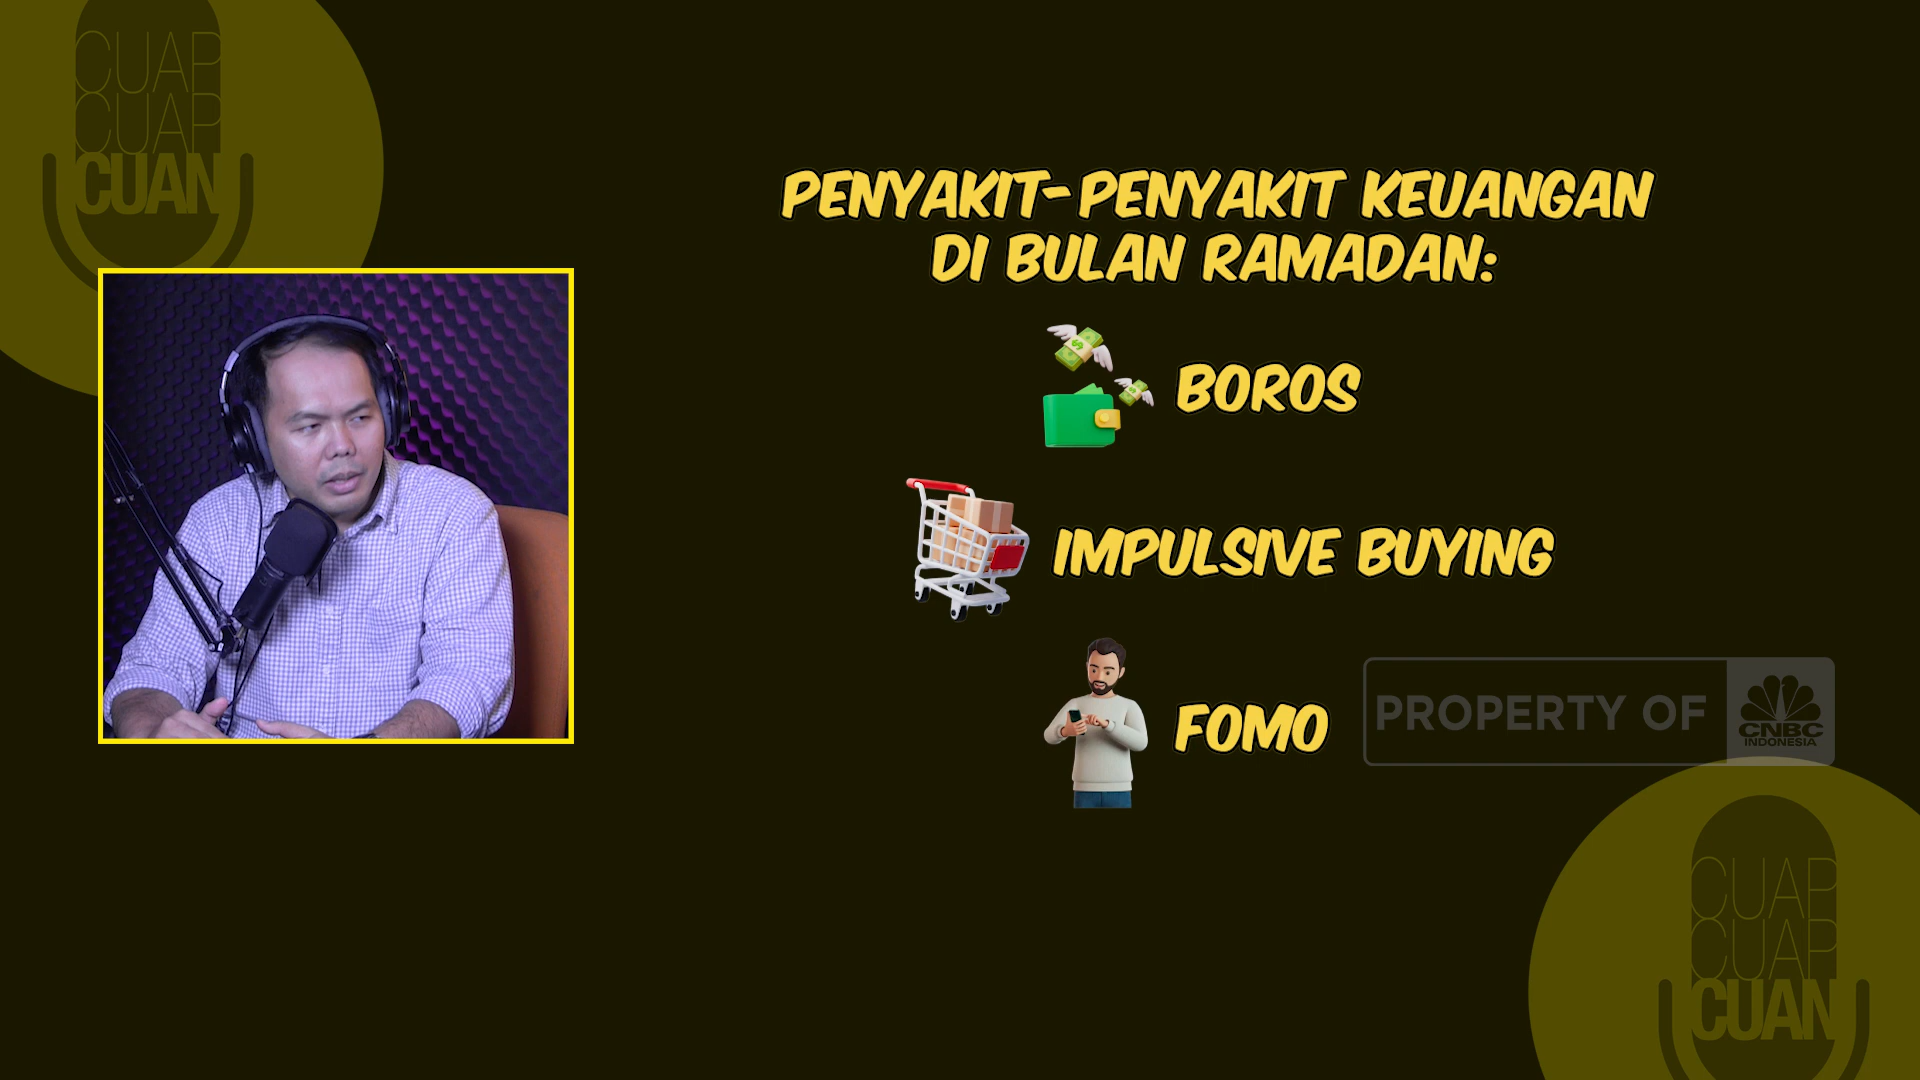 CUAP
CUAP
CUAN
PENYAKIT-PENYAKIT KEUANGAN
DI BULAN RAMADAN:
BOROS
IMPULSIVE BUYING
FOMO
PROPERTY OF
CNBC
INDONESIA
CUAP
CUAP
CUAN